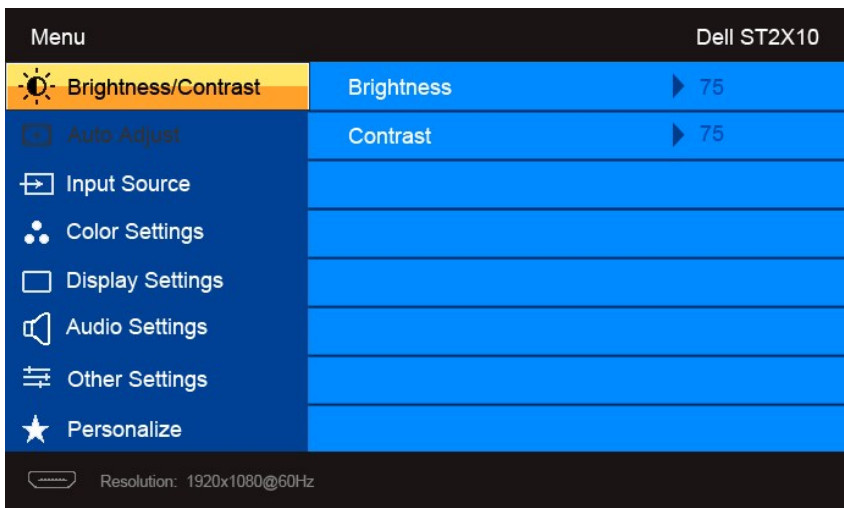 Menu Dell ST2X10
Brightness/Contrast Brightness 75
Auto Adjust Contrast 75
Input Source
Color Settings
Display Settings
Audio Settings
Other Settings
Personalize
Resolution: 1920x1080@60Hz